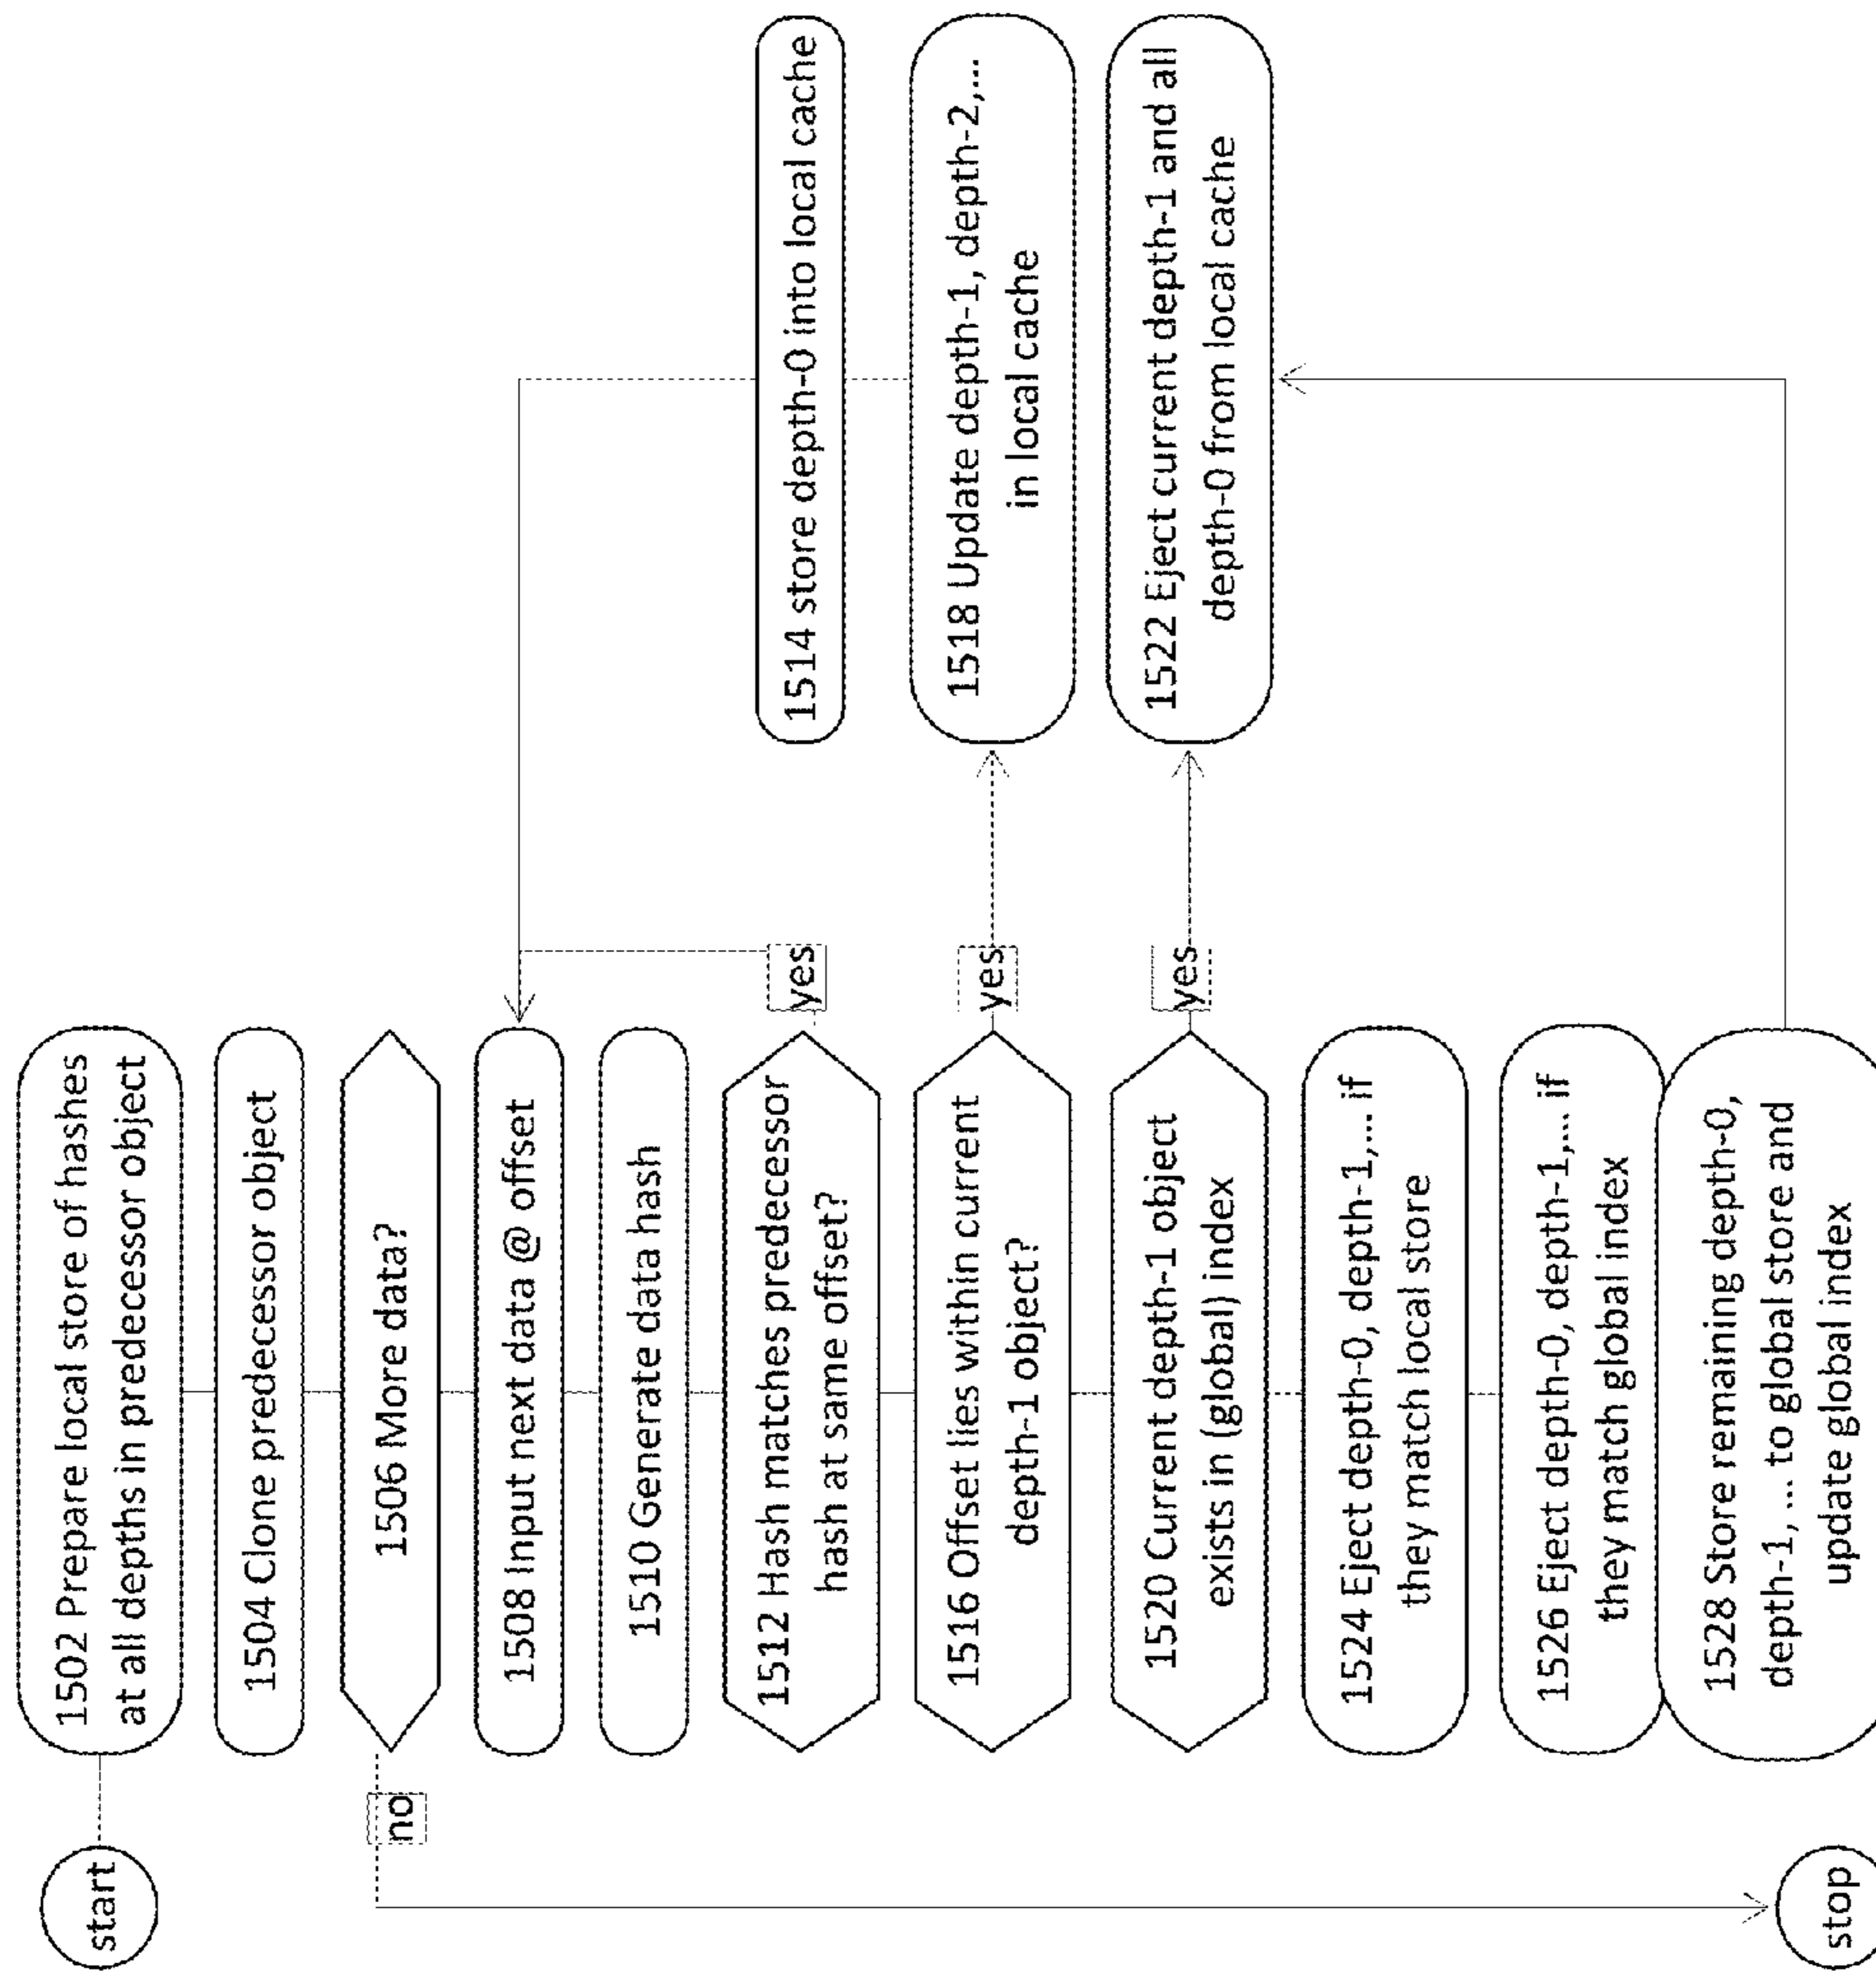 start
1502 Prepare local store of hashes
at all depths in predecessor object
1504 Clone predecessor object
1506 More data?
no
1508 Input next data @ offset
1510 Generate data hash
1512 Hash matches predecessor
hash at same offset?
yes
1514 store depth-0 into local cache
1516 Offset lies within current
depth-1 object?
yes
1518 Update depth-1, depth-2,...
in local cache
1520 Current depth-1 object
exists in (global) index
yes
1522 Eject current depth-1 and all
depth-0 from local cache
1524 Eject depth-0, depth-1,... if
they match local store
1526 Eject depth-0, depth-1,... if
they match global index
1528 Store remaining depth-0,
depth-1, ... to global store and
update global index
stop